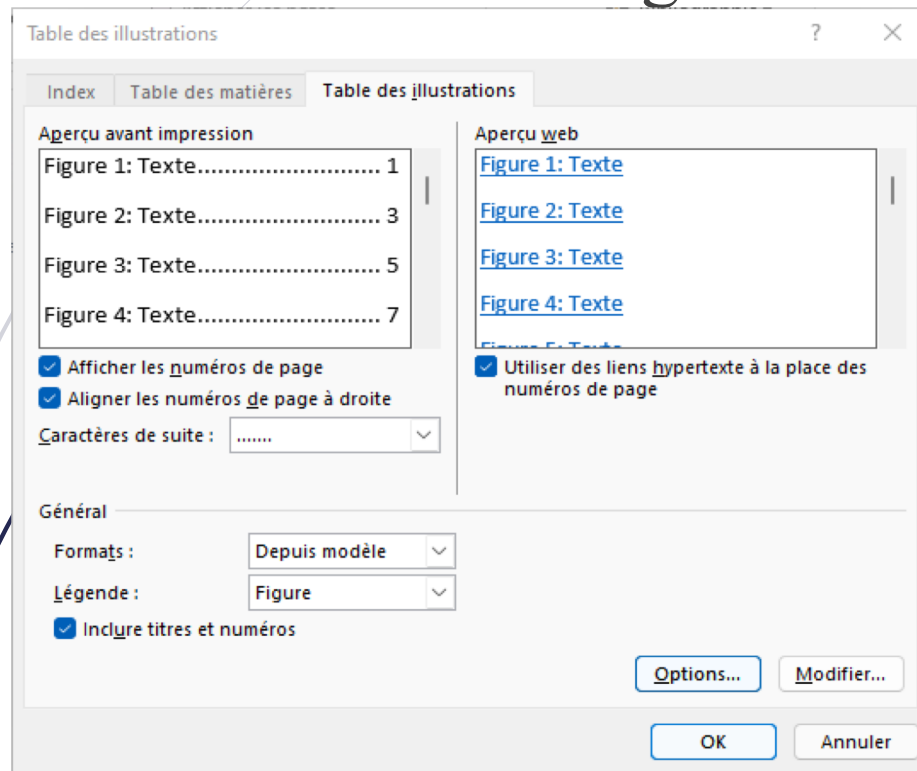 Table des illustrations ?
Index Table des matières Table des illustrations
Aperçu avant impression
Figure 1: Texte........................... 1
Figure 2: Texte........................... 3
Figure 3: Texte........................... 5
Figure 4: Texte........................... 7
Afficher les numéros de page
Aligner les numéros de page à droite
Caractères de suite : .......
Aperçu web
Figure 1: Texte
Figure 2: Texte
Figure 3: Texte
Figure 4: Texte
Figure 5: Texte
Utiliser des liens hypertexte à la place des
numéros de page
Général
Formats : Depuis modèle
Légende : Figure
Inclure titres et numéros
Options... Modifier...
OK Annuler